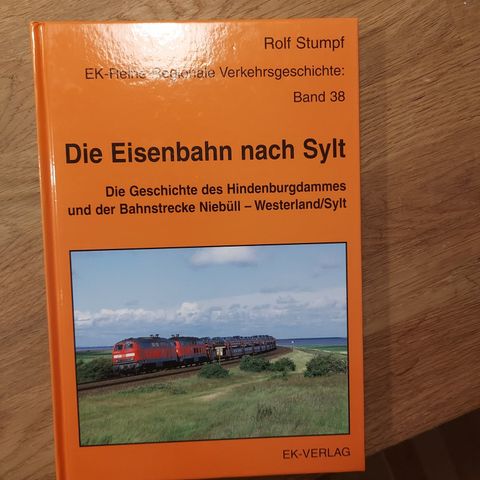 Rolf Stumpf
EK-Reihe Regionale Verkehrsgeschichte:
Band 38
Die Eisenbahn nach Sylt
Die Geschichte des Hindenburgdammes
und der Bahnstrecke Niebüll – Westerland/Sylt
EK-VERLAG